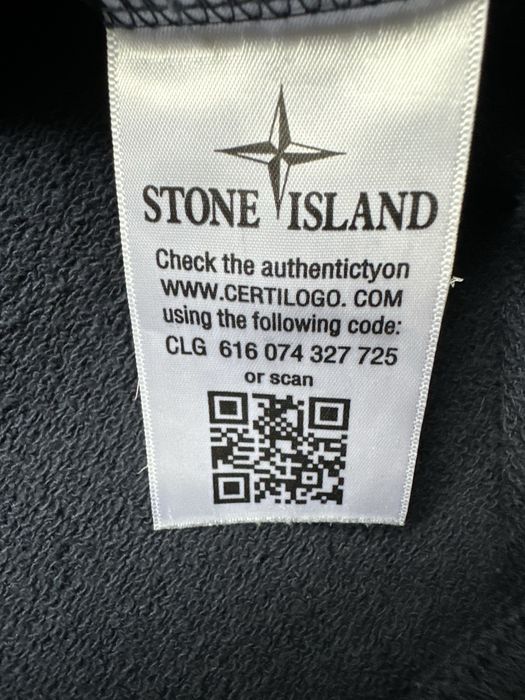 STONE ISLAND
Check the authentictyon
WWW.CERTILOGO. COM
using the following code:
CLG 616 074 327 725
or scan